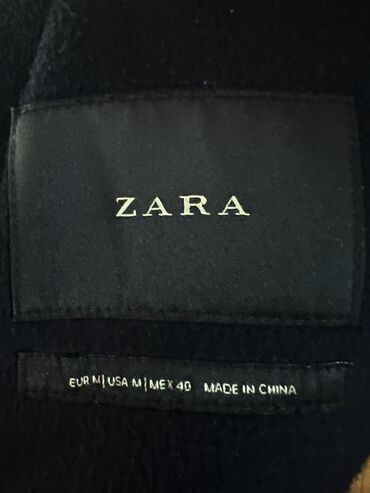 ZARA
EUR M | USA M | MEX 40 MADE IN CHINA